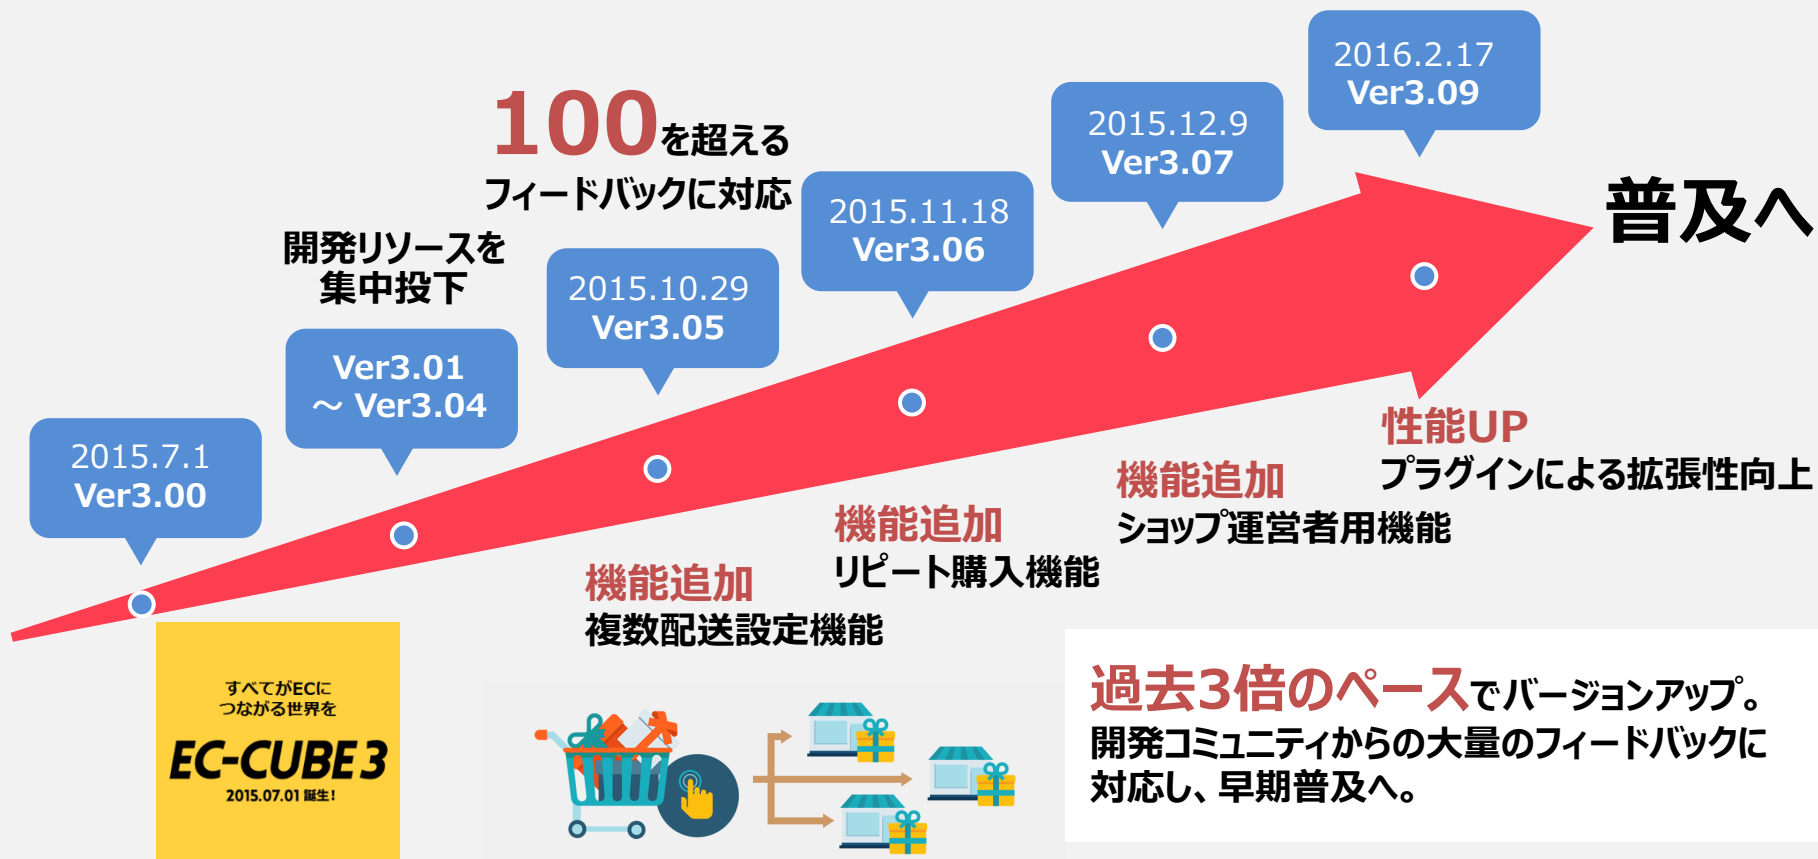 2015.7.1
Ver3.00
開発リソースを
集中投下
Ver3.01
～ Ver3.04
100を超える
フィードバックに対応
2015.10.29
Ver3.05
2015.11.18
Ver3.06
2015.12.9
Ver3.07
2016.2.17
Ver3.09
普及へ
機能追加
複数配送設定機能
機能追加
リピート購入機能
機能追加
ショップ運営者用機能
性能UP
プラグインによる拡張性向上
すべてがECに
つながる世界を
EC-CUBE3
2015.07.01 誕生!
過去3倍のペースでバージョンアップ。
開発コミュニティからの大量のフィードバックに
対応し、早期普及へ。